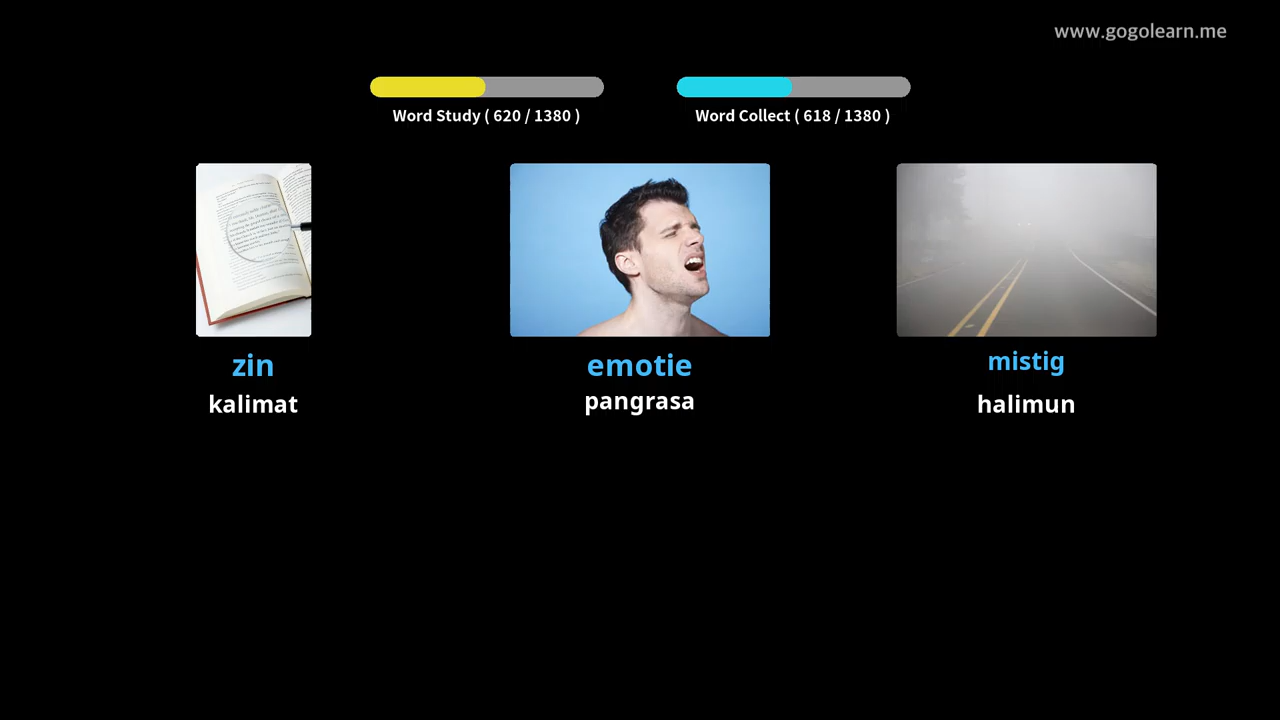 www.gogolearn.me
Word Study ( 620 / 1380 )
Word Collect ( 618 / 1380 )
zin
kalimat
emotie
pangrasa
mistig
halimun